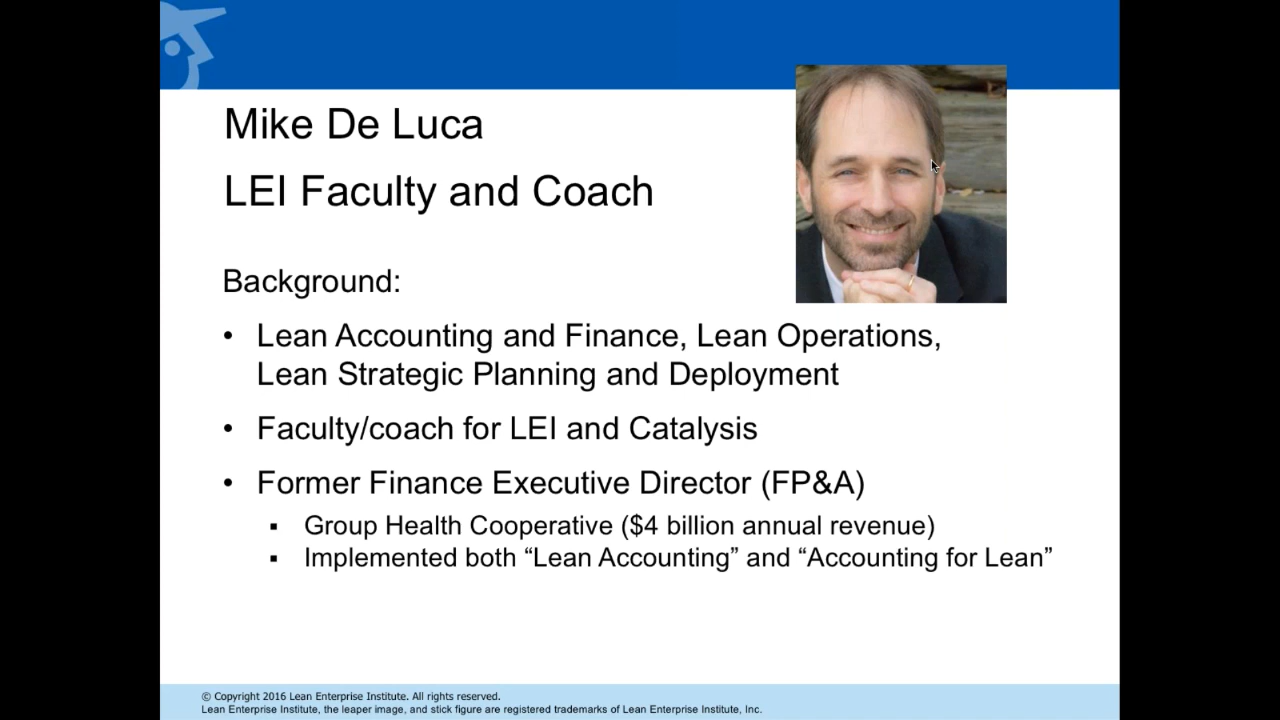 Mike De Luca
LEI Faculty and Coach
Background:
• Lean Accounting and Finance, Lean Operations,
Lean Strategic Planning and Deployment
• Faculty/coach for LEI and Catalysis
• Former Finance Executive Director (FP&A)
▪ Group Health Cooperative ($4 billion annual revenue)
▪ Implemented both “Lean Accounting” and “Accounting for Lean”
© Copyright 2016 Lean Enterprise Institute. All rights reserved.
Lean Enterprise Institute, the leaper image, and stick figure are registered trademarks of Lean Enterprise Institute, Inc.